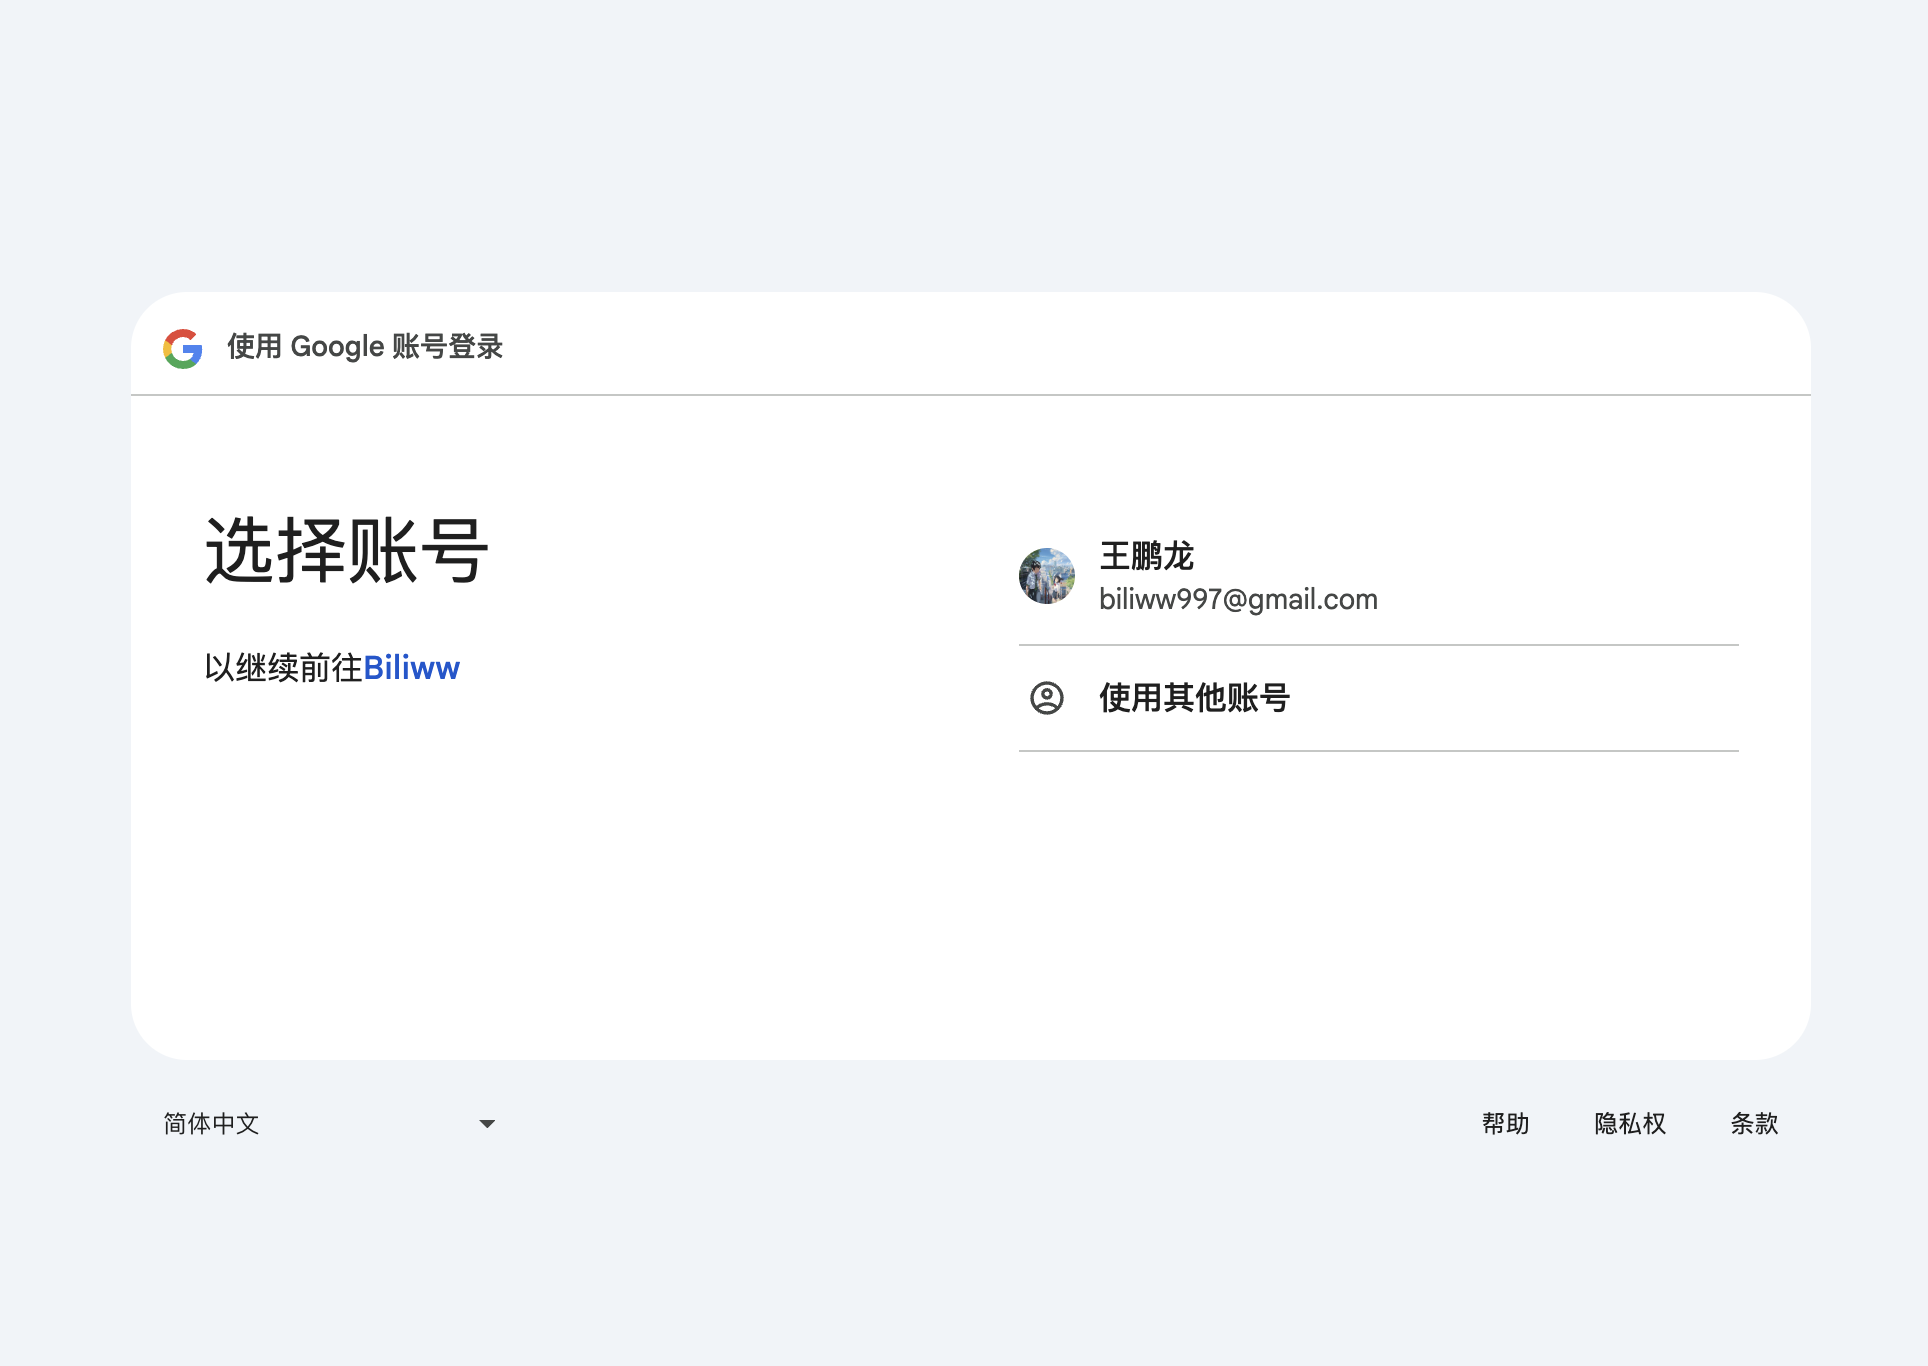 使用 Google 账号登录
选择账号
以继续前往Biliww
王鹏龙
biliww997@gmail.com
使用其他账号
简体中文
帮助
隐私权
条款